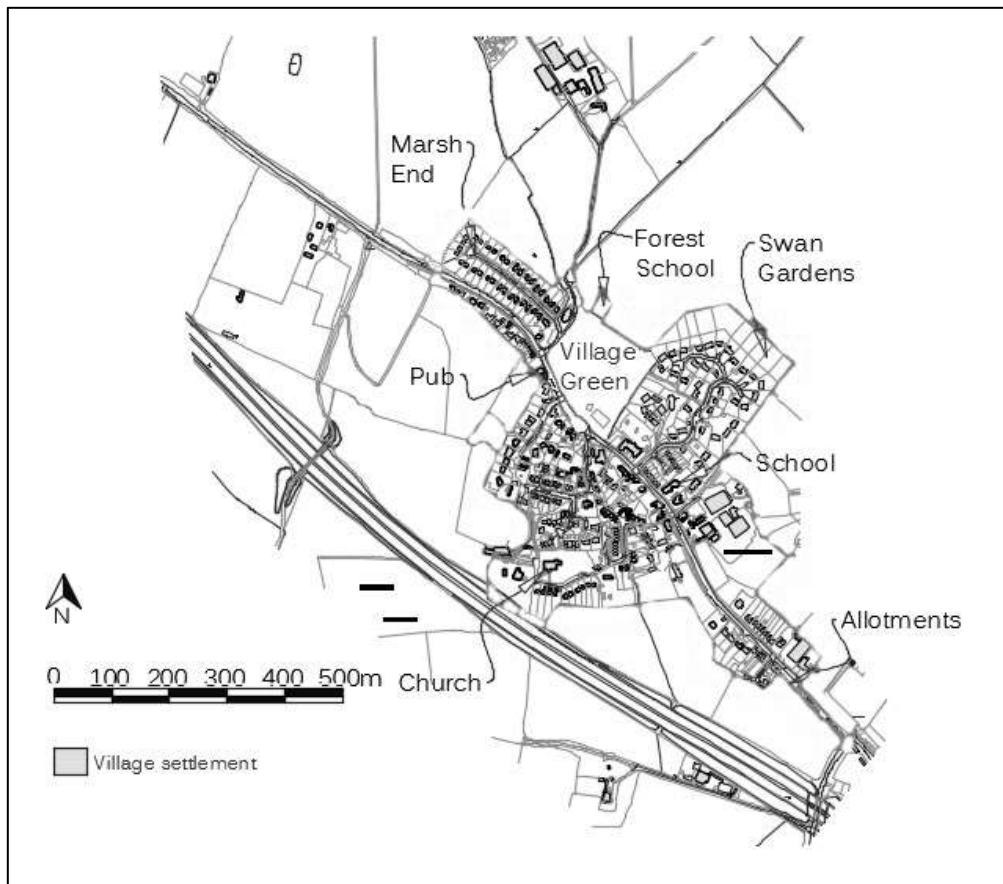 Marsh
End
Forest
School
Swan
Gardens
Village
Green
Pub
School
N
Allotments
0 100 200 300 400 500m
Church
Village settlement